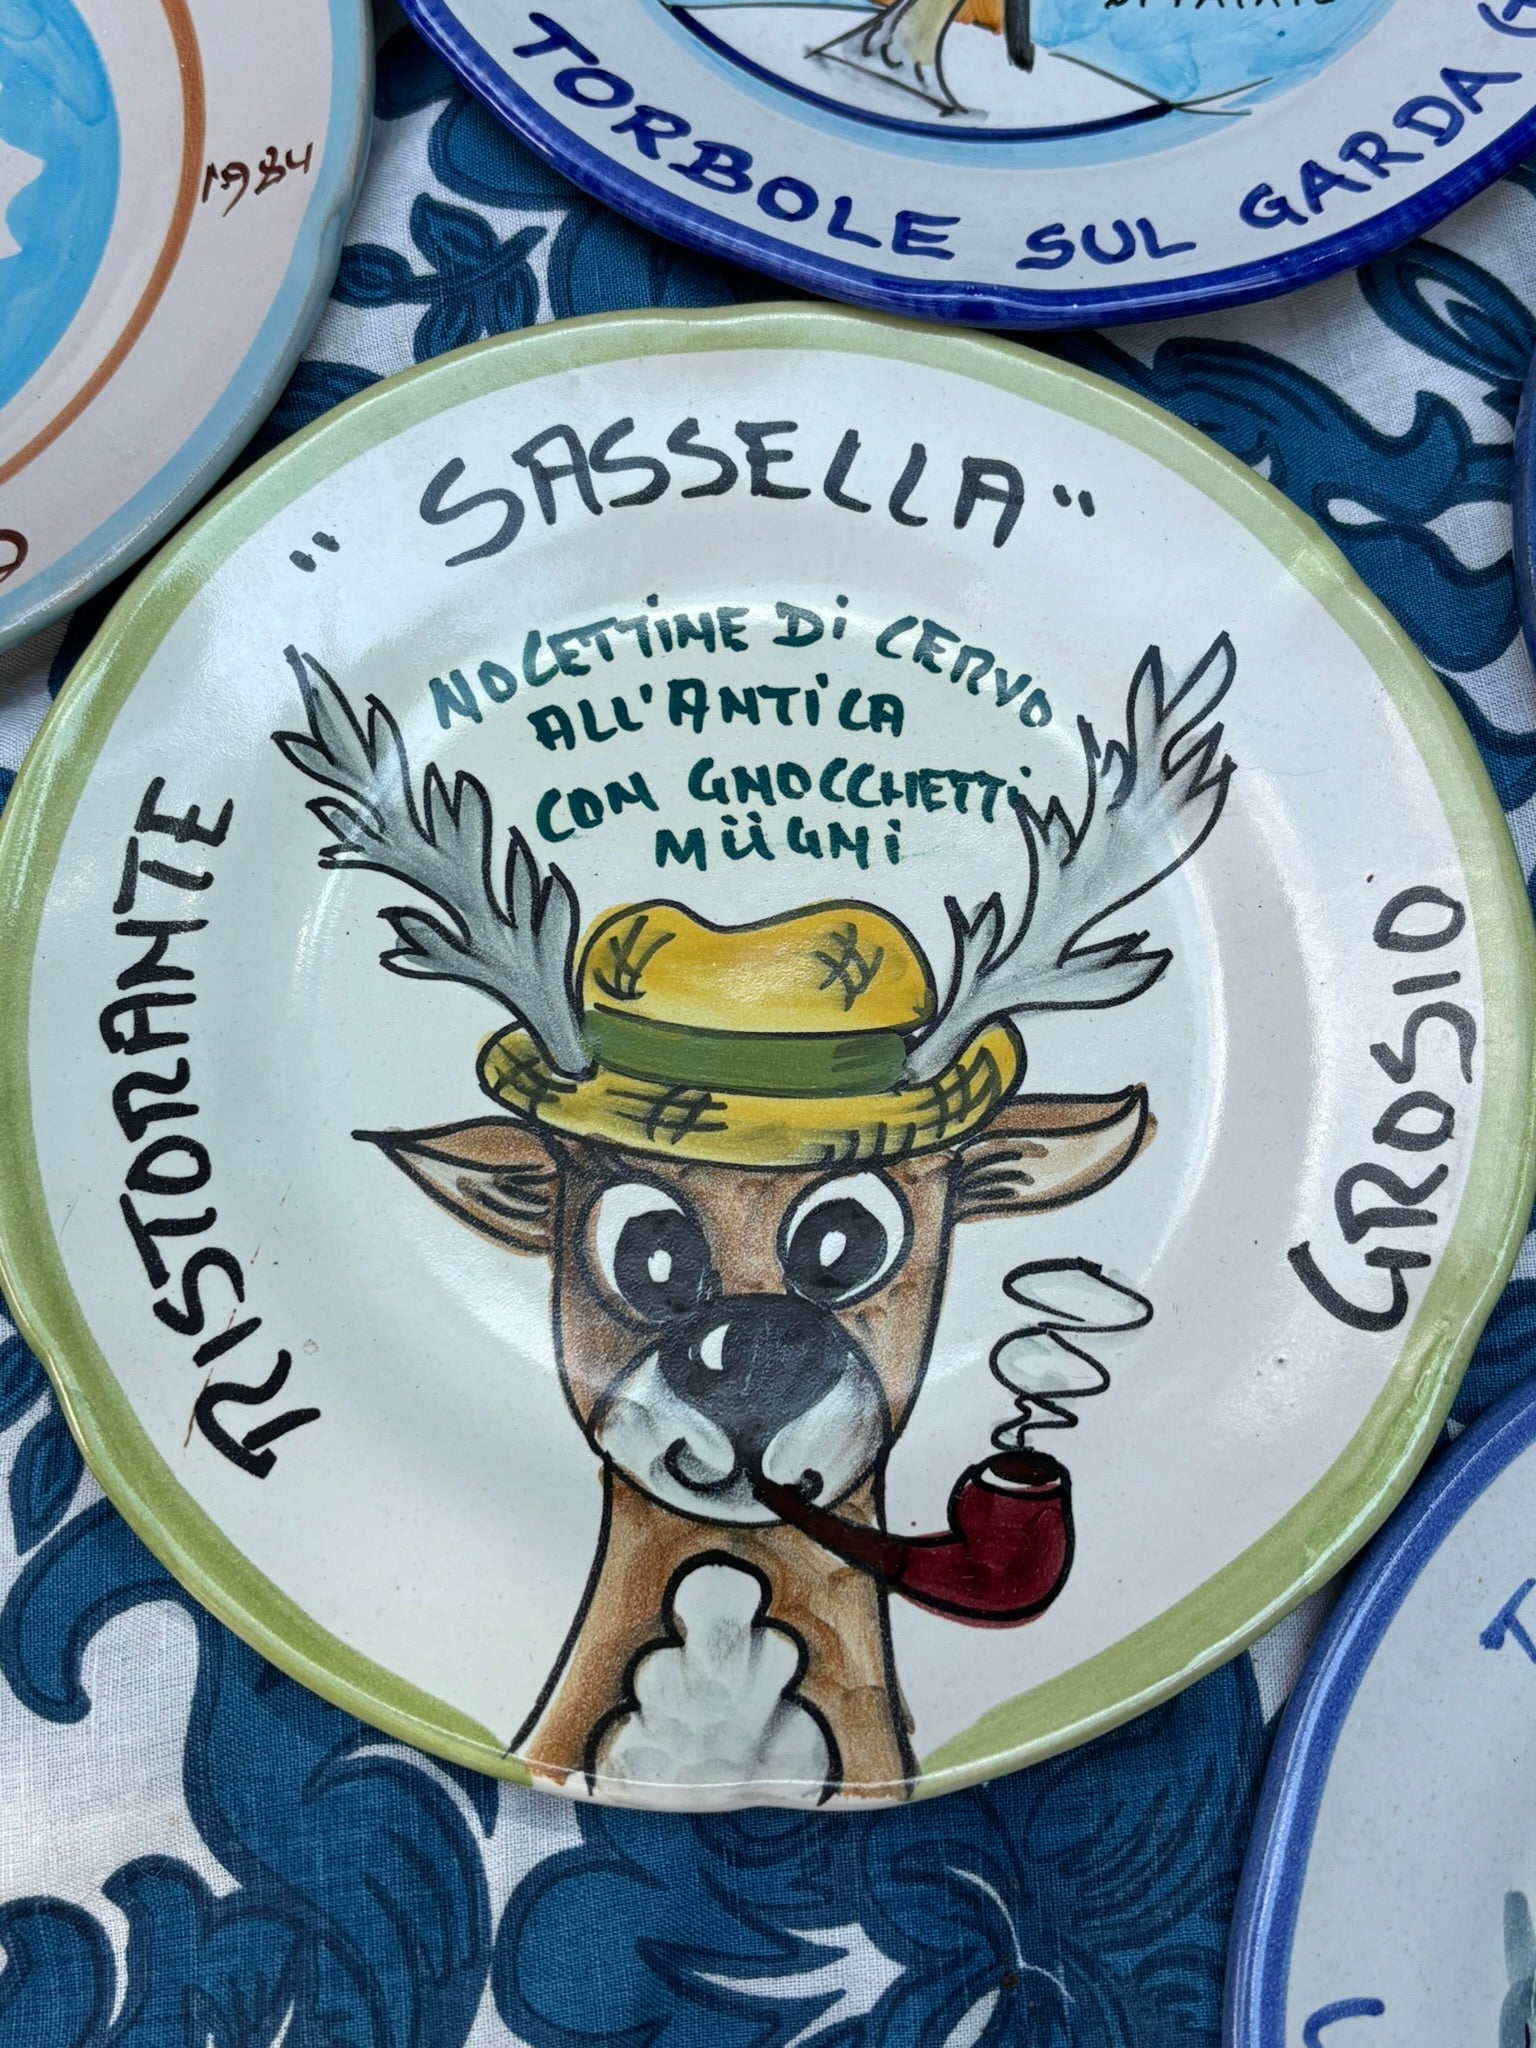 1984
TORBOLE SUL GARDA
"SASSELLA"
NOCETTINE DI CERVO
ALL'ANTICA
CON GNOCCHETTI
MÜGNI
RISTORANTE
GROSIO